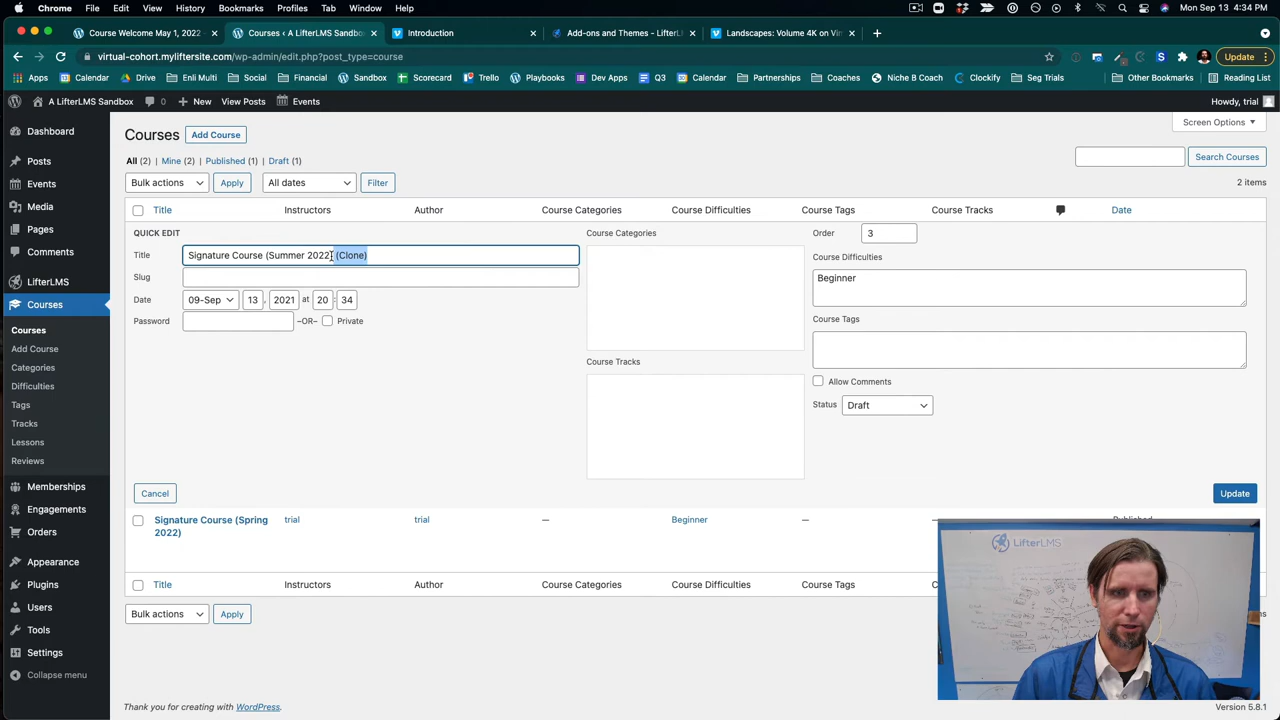 Chrome File Edit View History Bookmarks Profiles Tab Window Help Mon Sep 13 4:34 PM
Course Welcome May 1, 2022 - Courses ‹ A LifterLMS Sandbox Introduction Add-ons and Themes - LifterL Landscapes: Volume 4K on Vim
virtual-cohort.myliftersite.com/wp-admin/edit.php?post_type=course Update
Apps Calendar Drive Enli Multi Social Financial Sandbox Scorecard Trello Playbooks Dev Apps Q3 Calendar Partnerships Coaches Niche B Coach Clockify Seg Trials Other Bookmarks Reading List
A LifterLMS Sandbox 0 + New View Posts Events Howdy, trial
Screen Options
Dashboard
Posts
Events
Media
Pages
Comments
LifterLMS
Courses
Courses
Add Course
Categories
Difficulties
Tags
Tracks
Lessons
Reviews
Memberships
Engagements
Orders
Appearance
Plugins
Users
Tools
Settings
Collapse menu
Courses Add Course
All (2) | Mine (2) | Published (1) | Draft (1) Search Courses
Bulk actions Apply All dates Filter 2 items
Title Instructors Author Course Categories Course Difficulties Course Tags Course Tracks Date
QUICK EDIT
Title Signature Course (Summer 2022) (Clone)
Slug
Date 09-Sep 13 , 2021 at 20 : 34
Password –OR– Private
Course Categories
Course Tracks
Order 3
Course Difficulties
Beginner
Course Tags
Allow Comments
Status Draft
Cancel Update
Signature Course (Spring 2022) trial trial — Beginner — — Published
Title Instructors Author Course Categories Course Difficulties Course Tags
Bulk actions Apply
LifterLMS
Thank you for creating with WordPress. Version 5.8.1